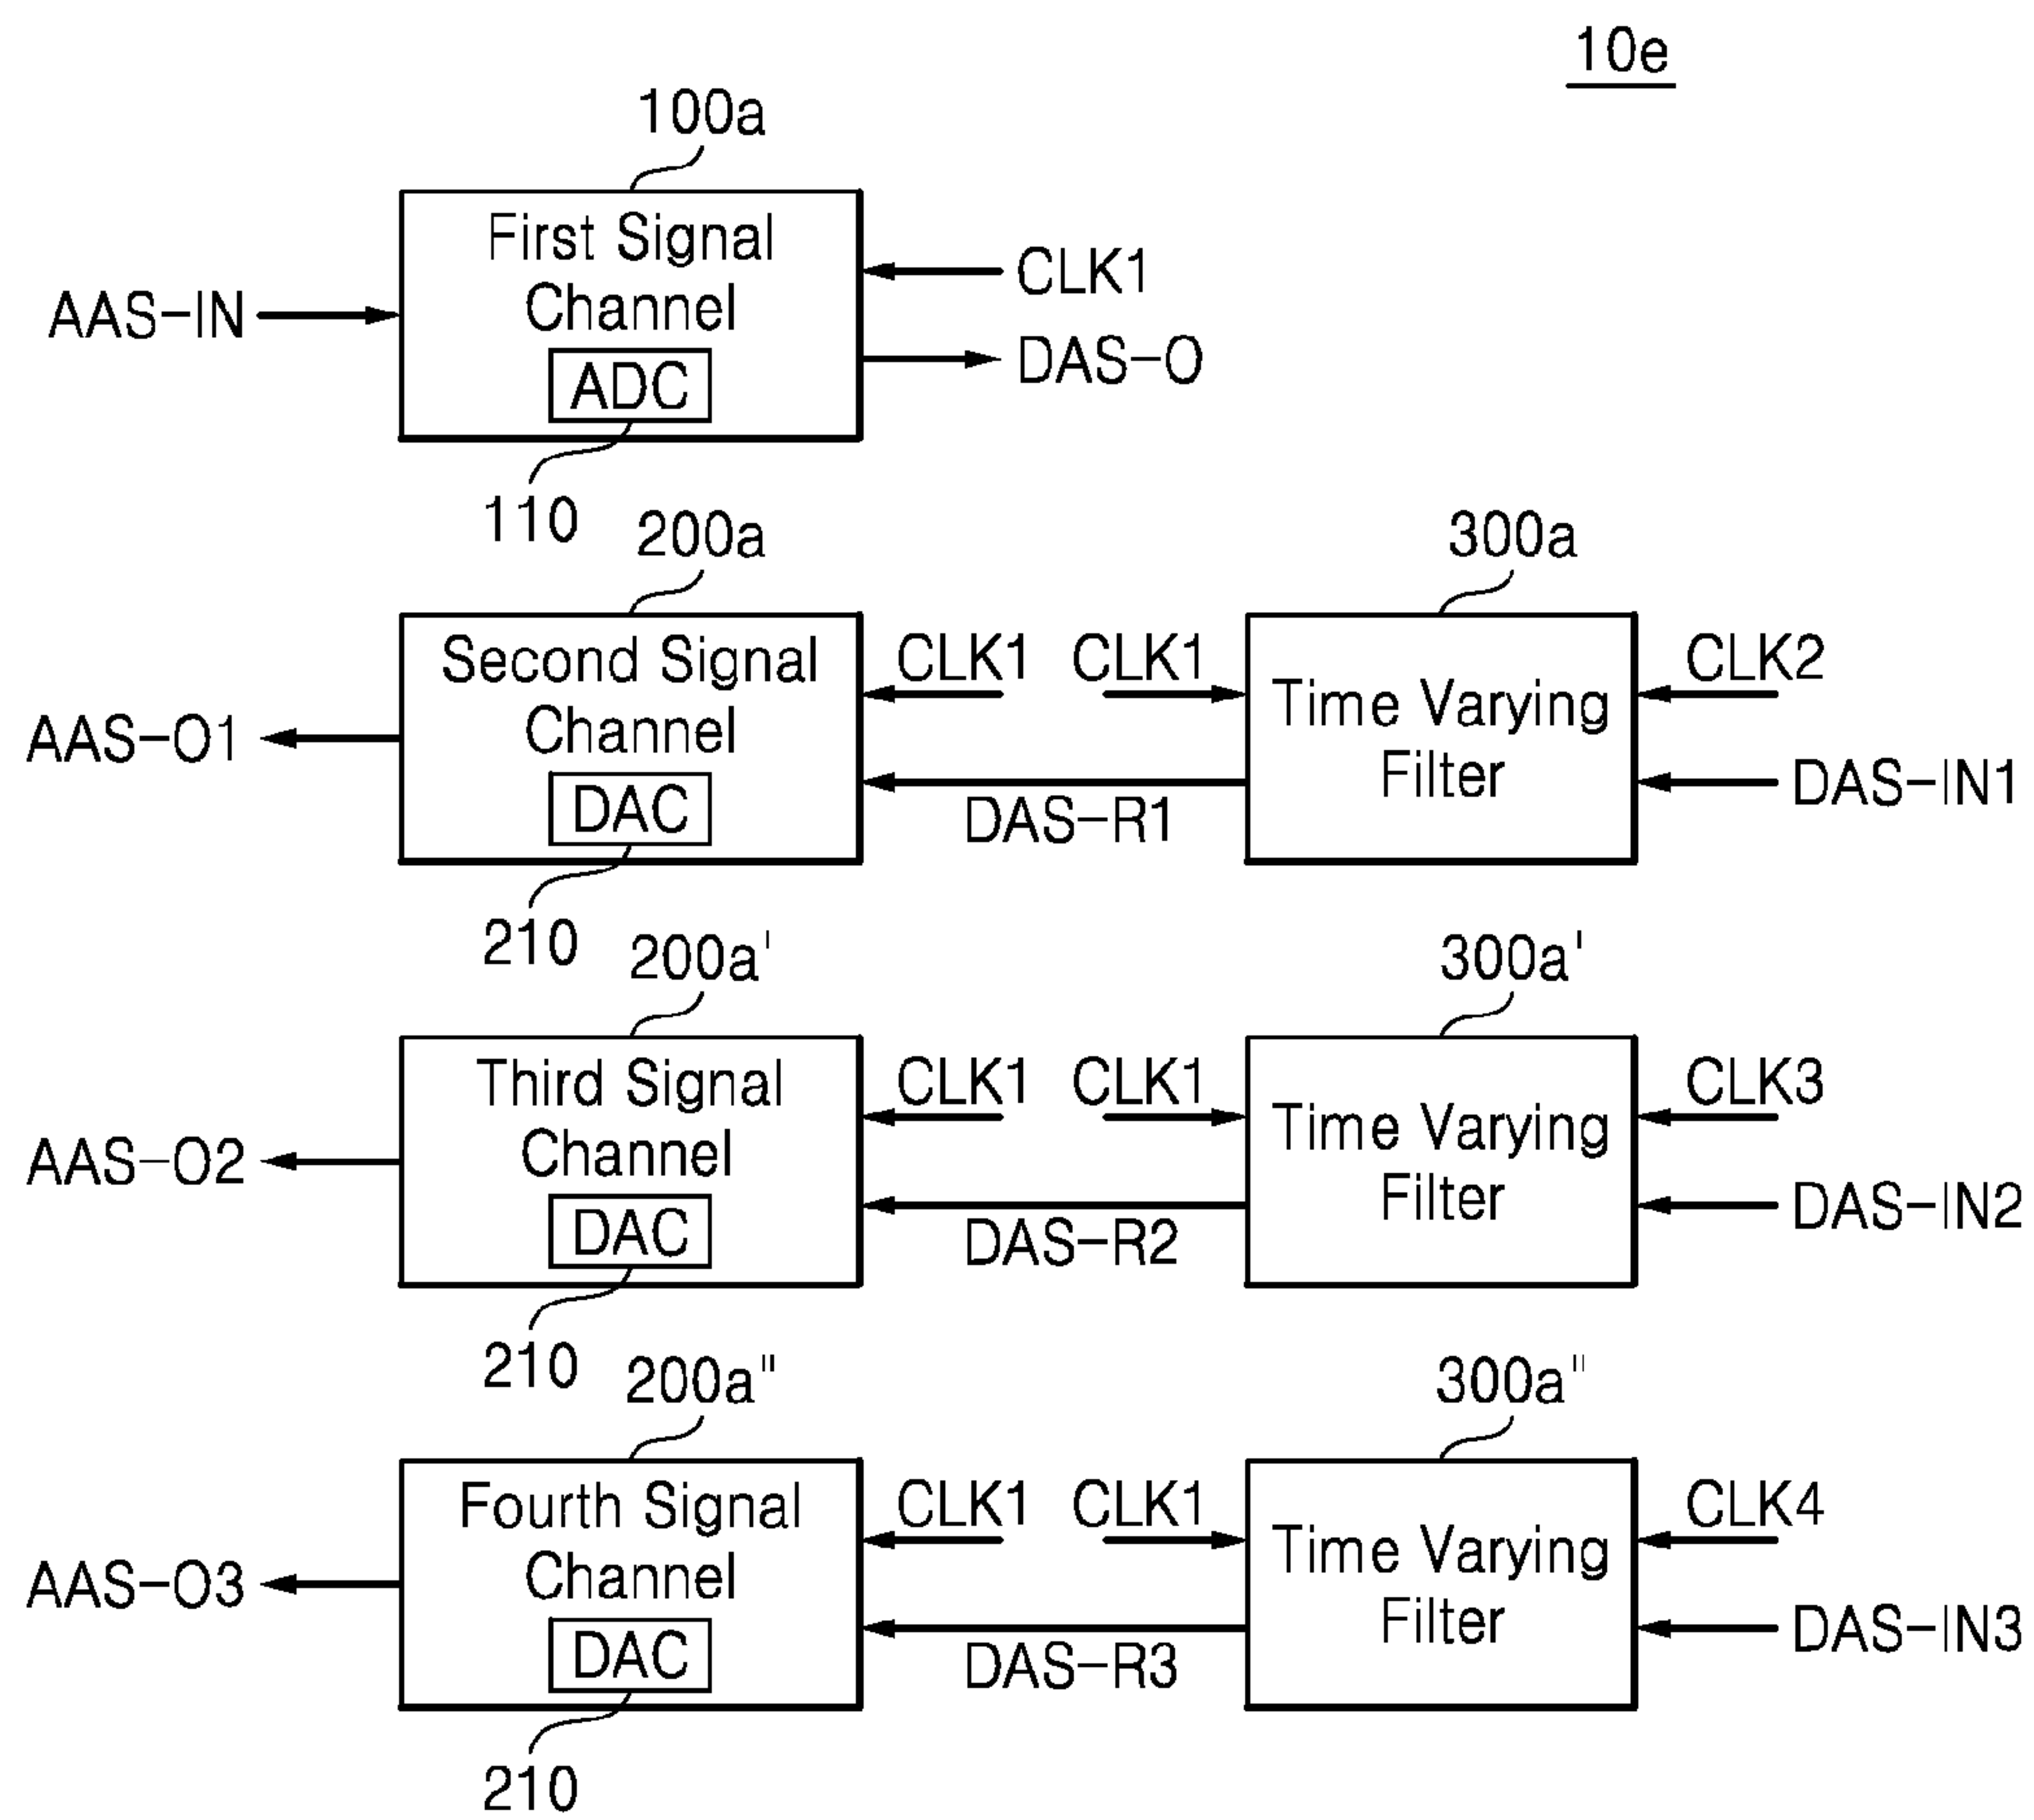 10e
100a
First Signal
Channel
ADC
AAS-IN
CLK1
DAS-O
110
200a
300a
Second Signal
Channel
DAC
AAS-O1
CLK1
CLK1
DAS-R1
Time Varying
Filter
CLK2
DAS-IN1
210
200a'
300a'
Third Signal
Channel
DAC
AAS-O2
CLK1
CLK1
DAS-R2
Time Varying
Filter
CLK3
DAS-IN2
210
200a"
300a"
Fourth Signal
Channel
DAC
AAS-O3
CLK1
CLK1
DAS-R3
Time Varying
Filter
CLK4
DAS-IN3
210